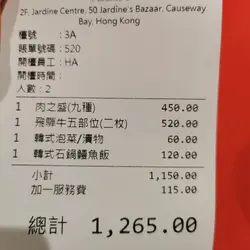 2F, Jardine Centre, 50 Jardine's Bazaar, Causeway
Bay, Hong Kong
檯號 : 3A
賬單號碼 : 520
開檯員工 : HA
開檯時間 :
人數 : 2
1 肉之盛(九種) 450.00
1 飛驒牛五部位(二枚) 520.00
1 韓式泡菜/漬物 60.00
1 韓式石鍋鰻魚飯 120.00
小計 1,150.00
加一服務費 115.00
總計 1,265.00